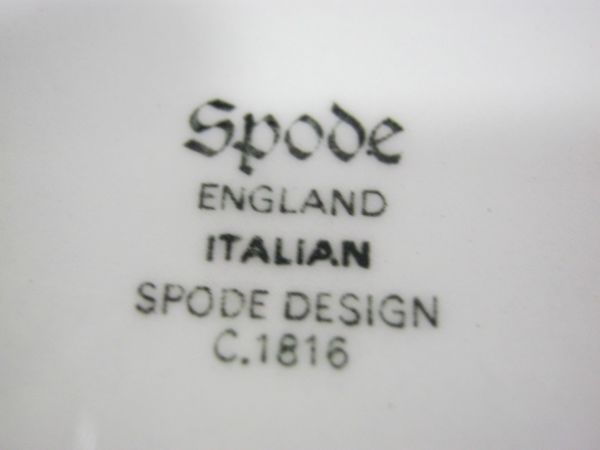 Spode
ENGLAND
ITALIAN
SPODE DESIGN
C.1816